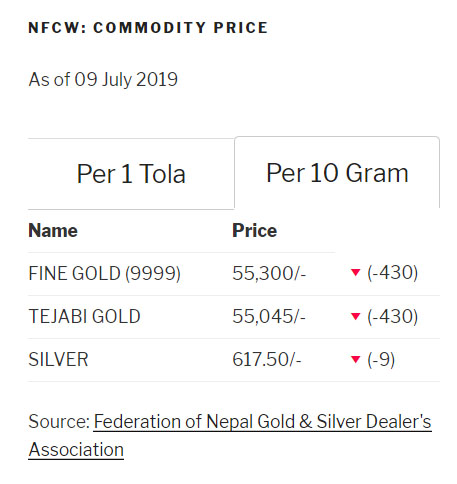 NFCW: COMMODITY PRICE
As of 09 July 2019
Per 1 Tola Per 10 Gram
Name Price
FINE GOLD (9999) 55,300/- ▼ (-430)
TEJABI GOLD 55,045/- ▼ (-430)
SILVER 617.50/- ▼ (-9)
Source: Federation of Nepal Gold & Silver Dealer's
Association